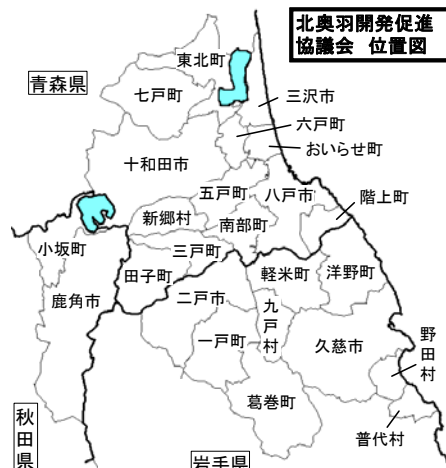 北奥羽開発促進
協議会 位置図
東北町
青森県
七戸町
三沢市
六戸町
おいらせ町
十和田市
五戸町
八戸市
階上町
新郷村
南部町
小坂町
三戸町
田子町
軽米町
洋野町
鹿角市
二戸市
九戸村
一戸町
久慈市
野田村
葛巻町
普代村
秋田県
岩手県